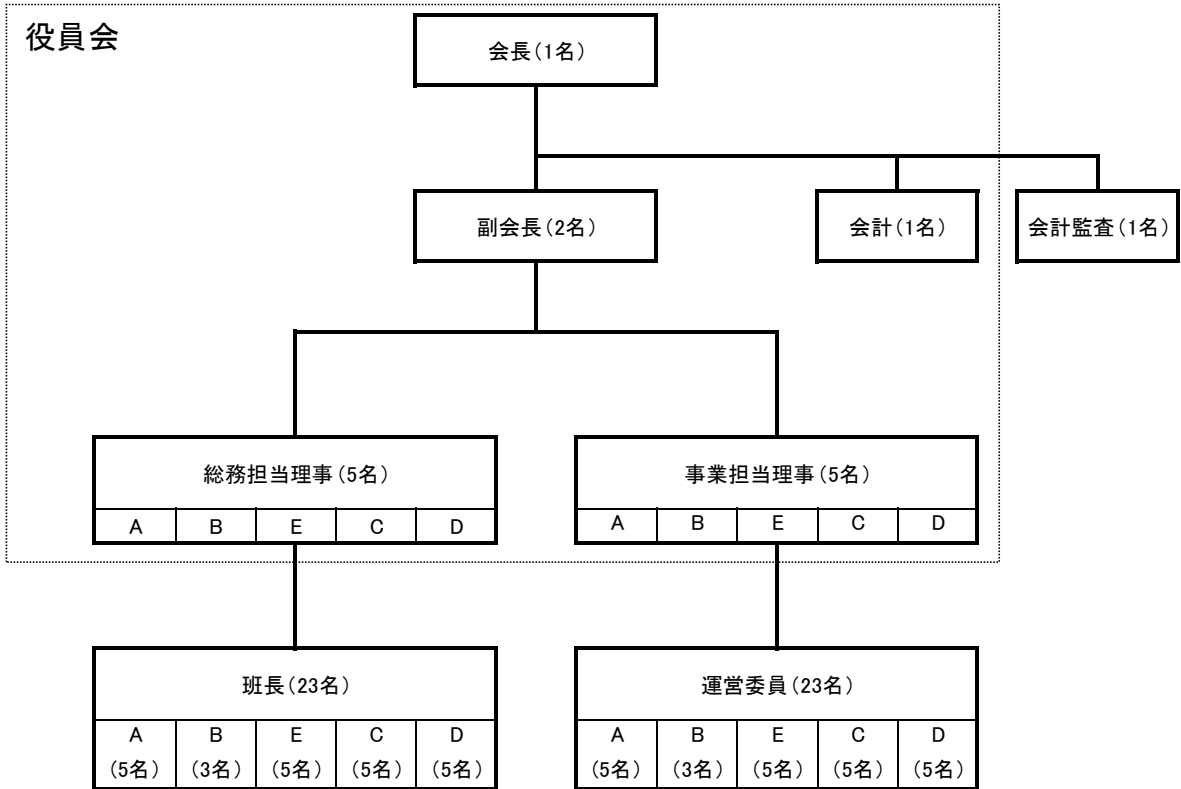 役員会
会長(1名)
副会長(2名)
会計(1名)
会計監査(1名)
総務担当理事(5名)
A B E C D
事業担当理事(5名)
A B E C D
班長(23名)
A B E C D
(5名) (3名) (5名) (5名) (5名)
運営委員(23名)
A B E C D
(5名) (3名) (5名) (5名) (5名)